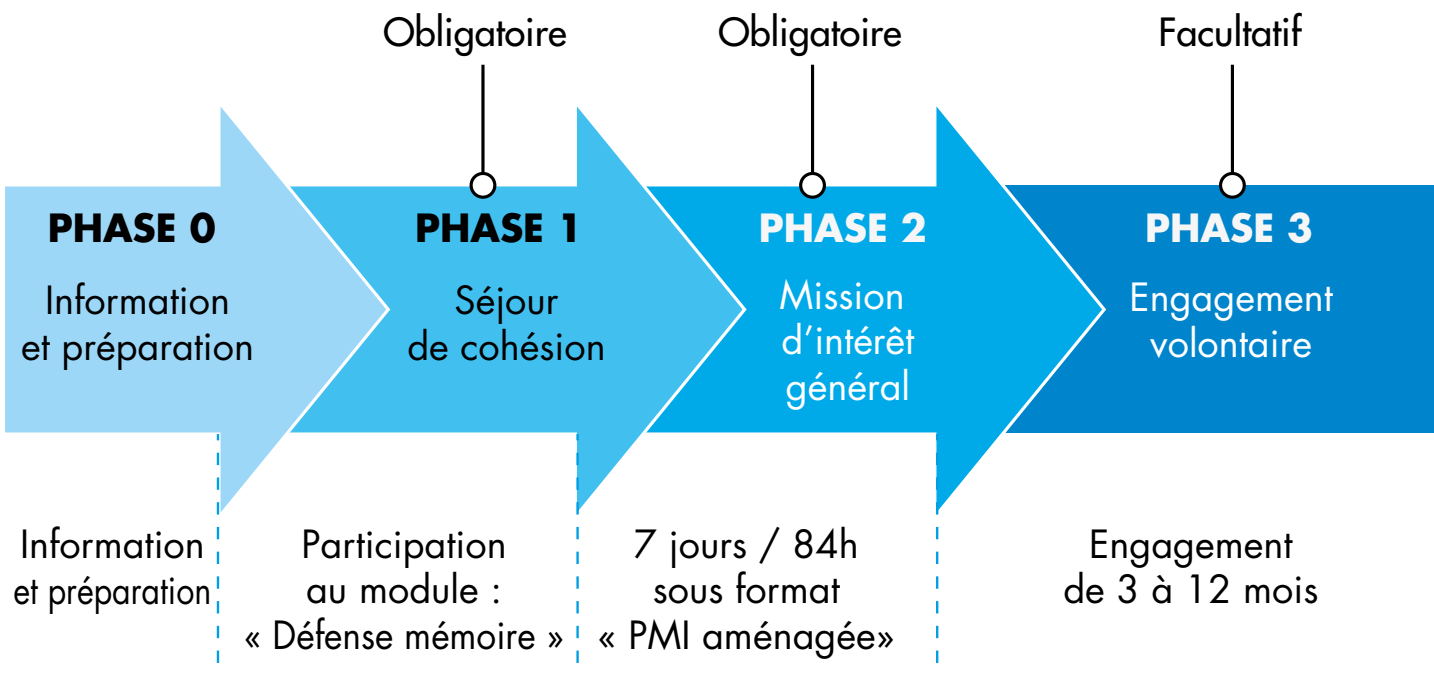 Obligatoire
Obligatoire
Facultatif
PHASE 0
Information
et préparation
PHASE 1
Séjour
de cohésion
PHASE 2
Mission
d’intérêt
général
PHASE 3
Engagement
volontaire
Information
et préparation
Participation
au module :
« Défense mémoire »
7 jours / 84h
sous format
« PMI aménagée»
Engagement
de 3 à 12 mois